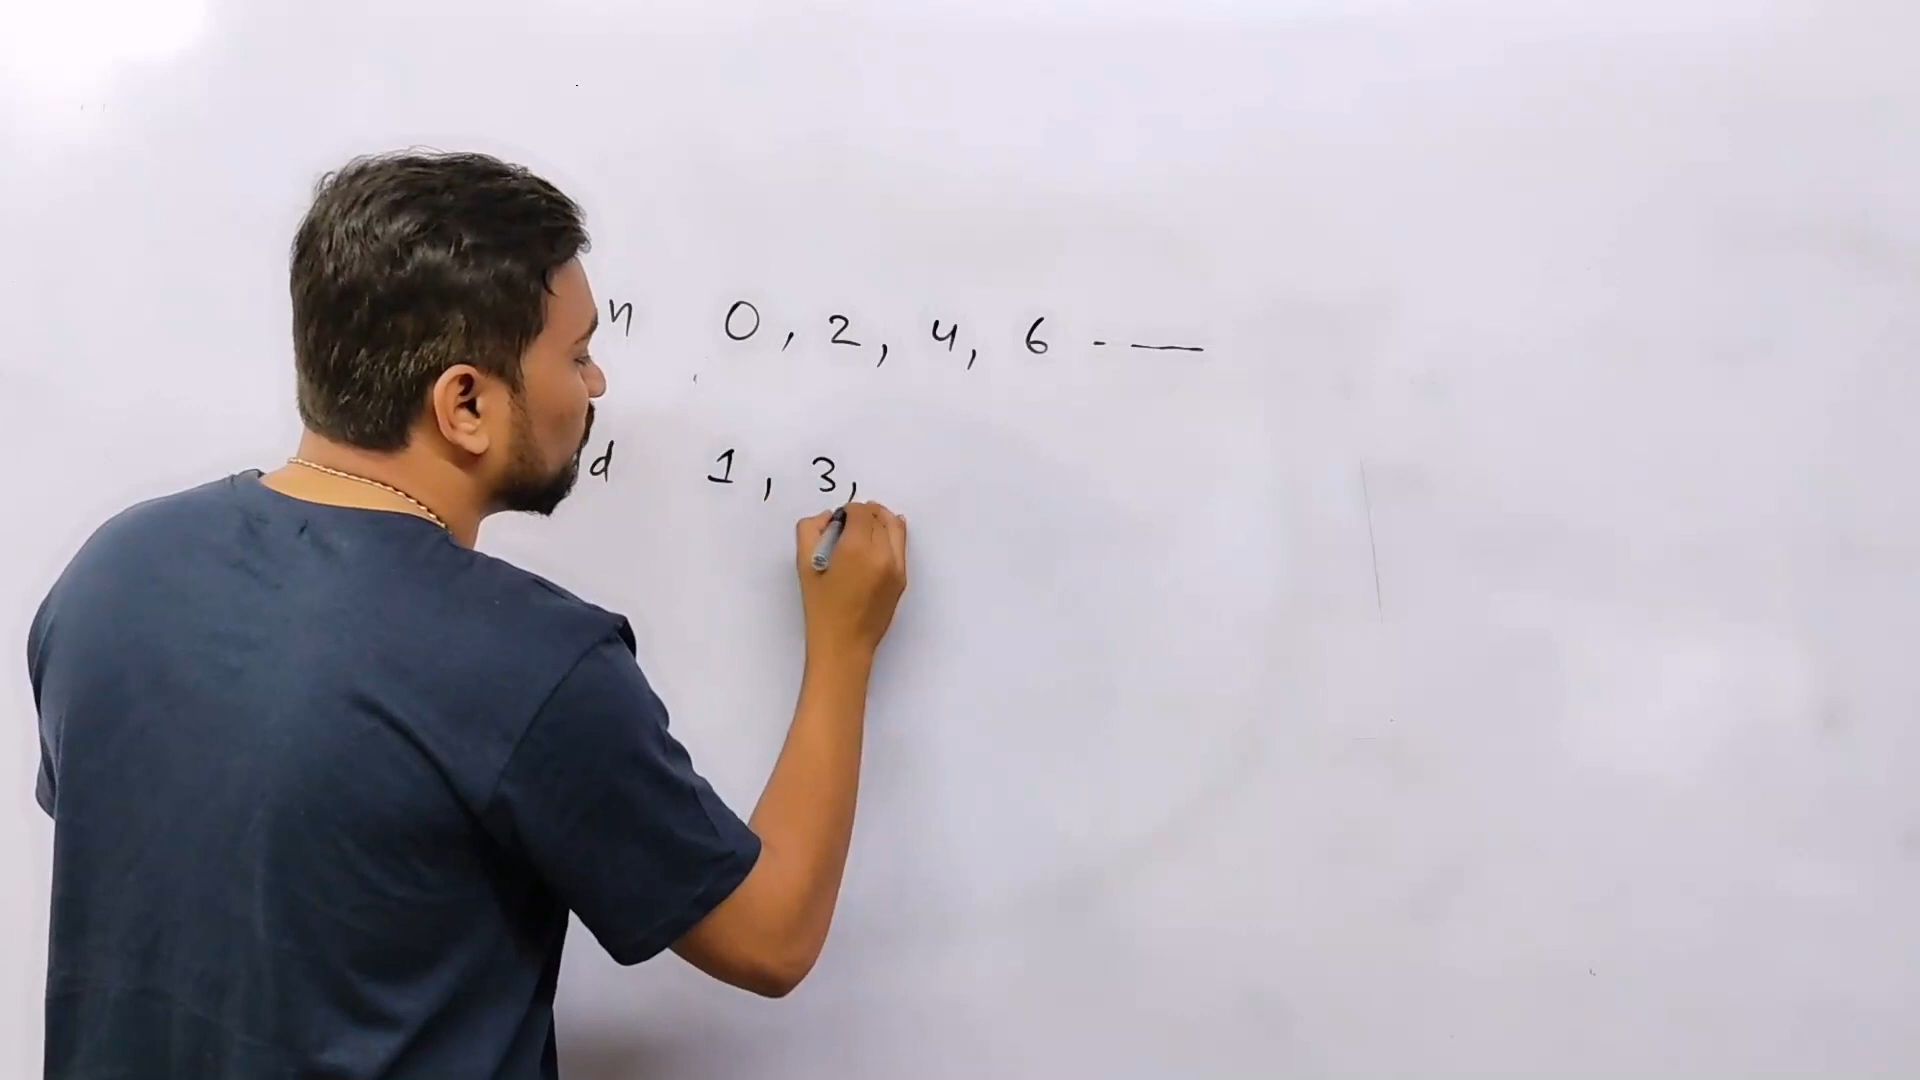 n 0, 2, 4, 6 - —
d 1, 3,